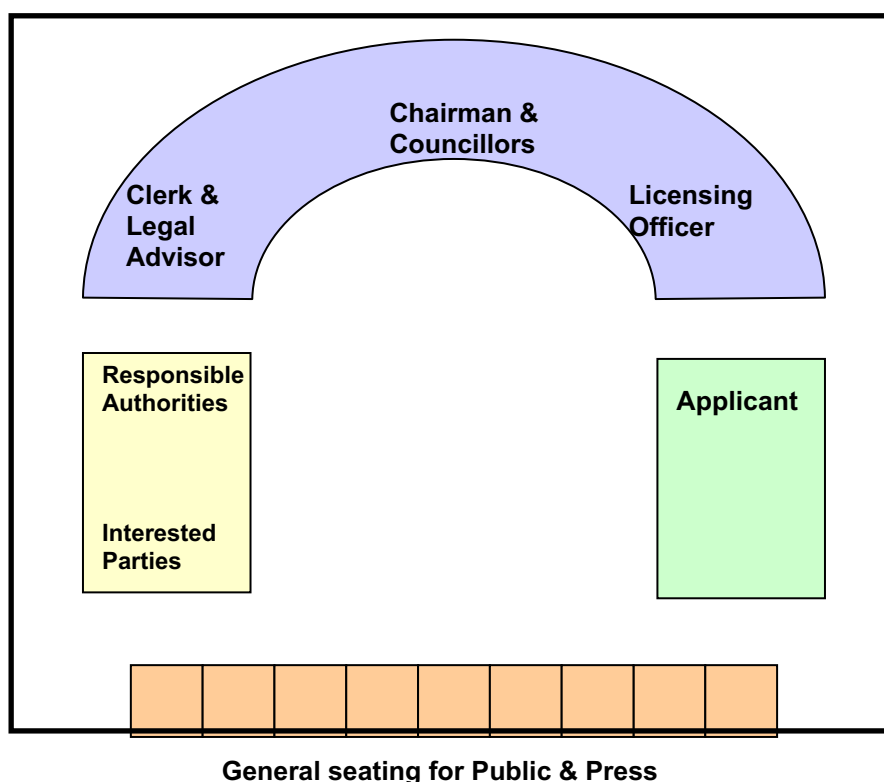 Chairman &
Councillors
Clerk &
Legal
Advisor
Licensing
Officer
Responsible
Authorities
Interested
Parties
Applicant
General seating for Public & Press